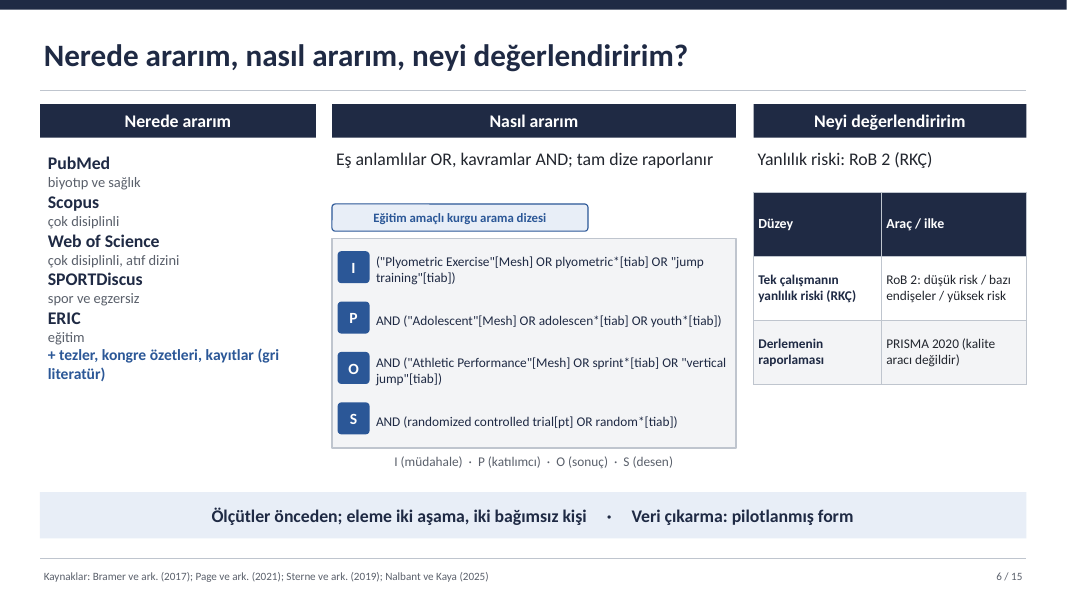 Nerede ararım, nasıl ararım, neyi değerlendiririm?
Nerede ararım
PubMed
biyotıp ve sağlık
Scopus
çok disiplinli
Web of Science
çok disiplinli, atıf dizini
SPORTDiscus
spor ve egzersiz
ERIC
eğitim
+ tezler, kongre özetleri, kayıtlar (gri
literatür)
Nasıl ararım
Eş anlamlılar OR, kavramlar AND; tam dize raporlanır
Eğitim amaçlı kurgu arama dizesi
I
("Plyometric Exercise"[Mesh] OR plyometric*[tiab] OR "jump
training"[tiab])
P
AND ("Adolescent"[Mesh] OR adolescen*[tiab] OR youth*[tiab])
O
AND ("Athletic Performance"[Mesh] OR sprint*[tiab] OR "vertical
jump"[tiab])
S
AND (randomized controlled trial[pt] OR random*[tiab])
I (müdahale) · P (katılımcı) · O (sonuç) · S (desen)
Neyi değerlendiririm
Yanlılık riski: RoB 2 (RKÇ)
Düzey
Araç / ilke
Tek çalışmanın
yanlılık riski (RKÇ)
RoB 2: düşük risk / bazı
endişeler / yüksek risk
Derlemenin
raporlaması
PRISMA 2020 (kalite
aracı değildir)
Ölçütler önceden; eleme iki aşama, iki bağımsız kişi · Veri çıkarma: pilotlanmış form
Kaynaklar: Bramer ve ark. (2017); Page ve ark. (2021); Sterne ve ark. (2019); Nalbant ve Kaya (2025)
6 / 15